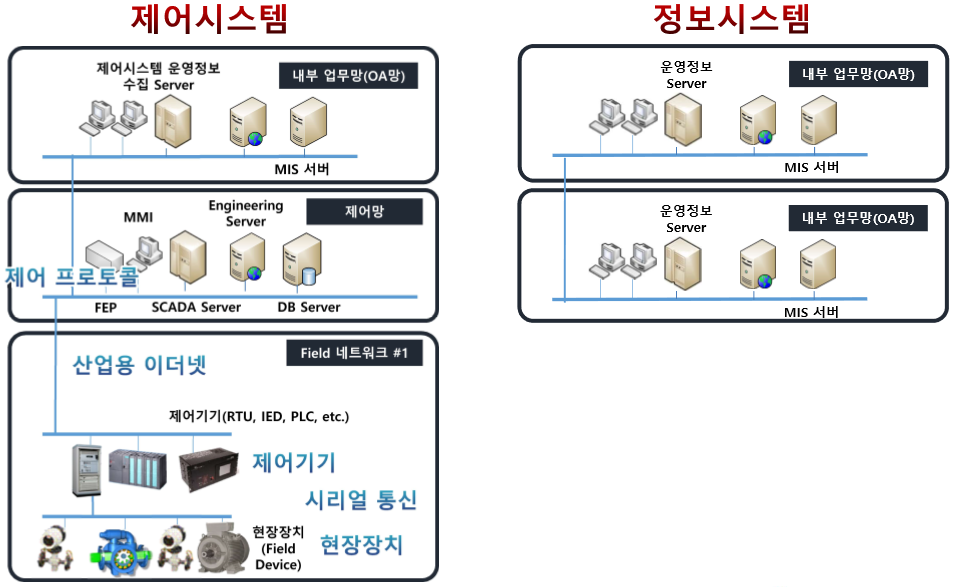 제어시스템
제어시스템 운영정보
수집 Server
내부 업무망(OA망)
MIS 서버
MMI
Engineering
Server
제어망
제어 프로토콜
FEP
SCADA Server
DB Server
Field 네트워크 #1
산업용 이더넷
제어기기(RTU, IED, PLC, etc.)
제어기기
시리얼 통신
현장장치
(Field
Device)
현장장치
정보시스템
운영정보
Server
내부 업무망(OA망)
MIS 서버
운영정보
Server
내부 업무망(OA망)
MIS 서버